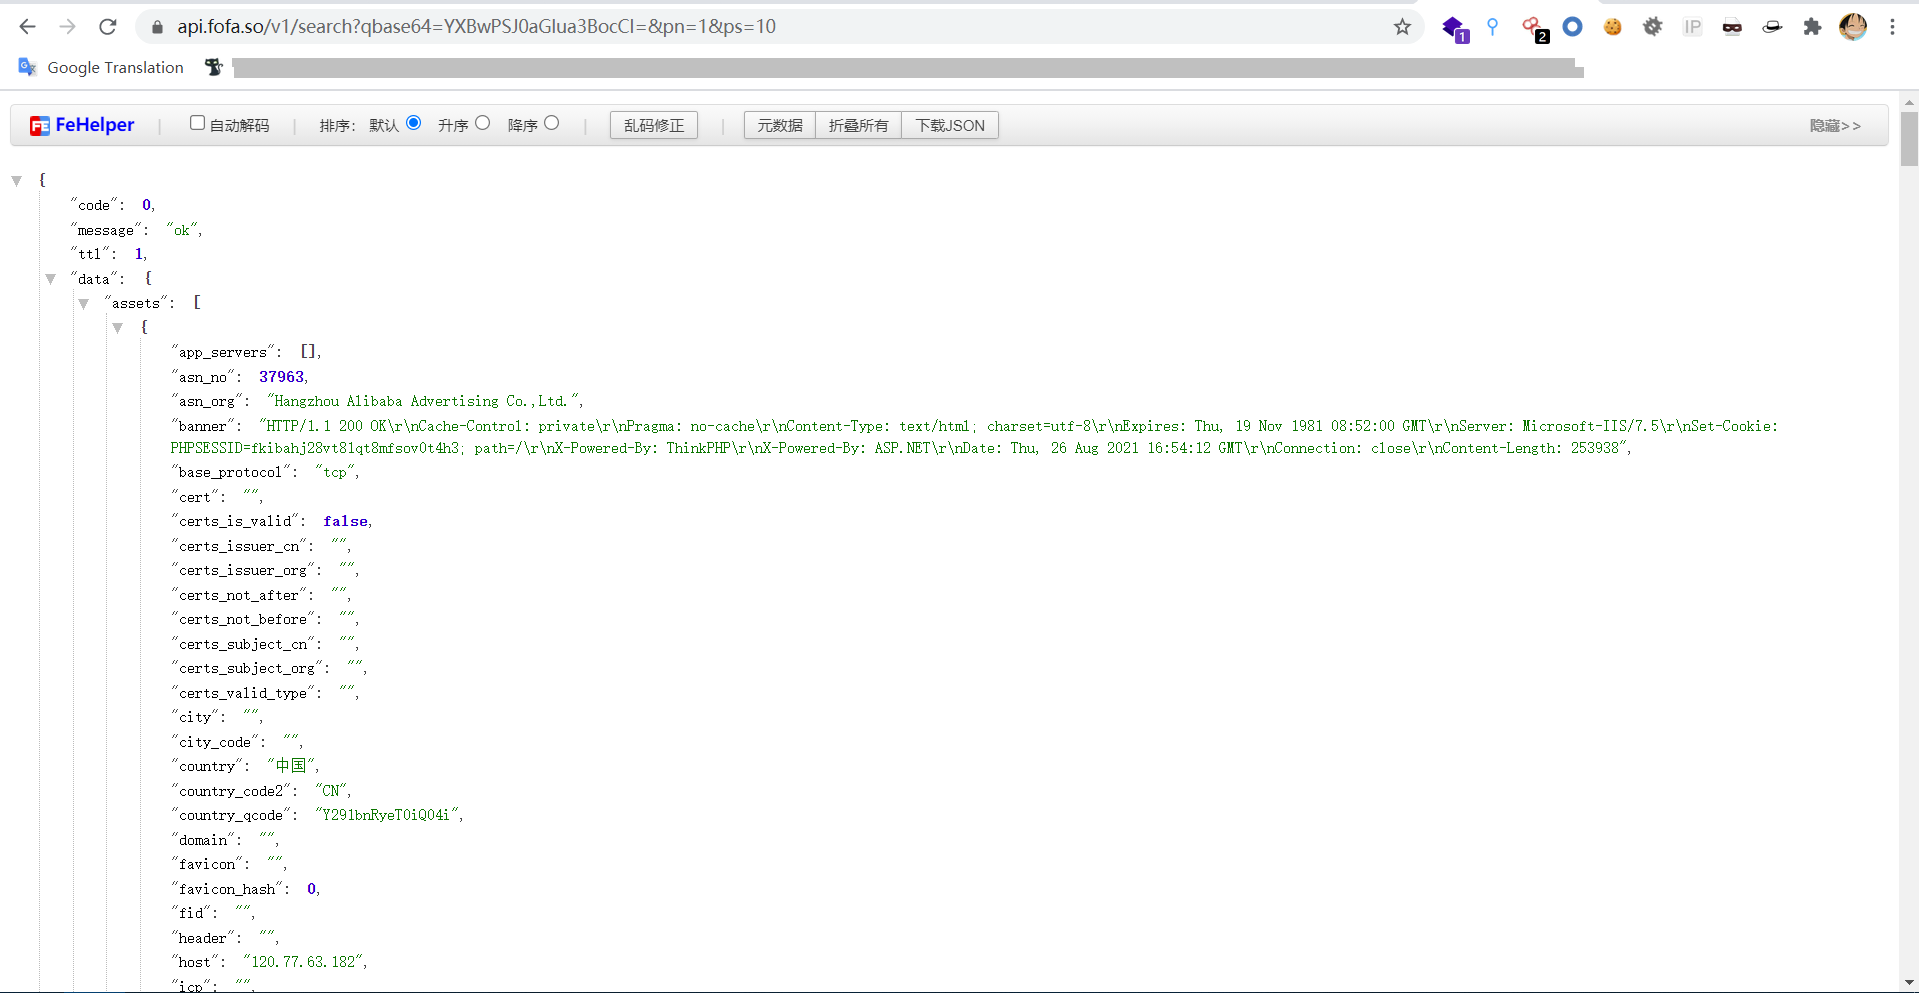 api.fofa.so/v1/search?qbase64=YXBwPSJ0aGlua3BocCI=&pn=1&ps=10
1
2
IP
Google Translation
FeHelper | 自动解码 | 排序: 默认 升序 降序 | 乱码修正 | 元数据 折叠所有 下载JSON 隐藏>>
{
"code": 0,
"message": "ok",
"ttl": 1,
"data": {
"assets": [
{
"app_servers": [],
"asn_no": 37963,
"asn_org": "Hangzhou Alibaba Advertising Co.,Ltd.",
"banner": "HTTP/1.1 200 OK\r\nCache-Control: private\r\nPragma: no-cache\r\nContent-Type: text/html; charset=utf-8\r\nExpires: Thu, 19 Nov 1981 08:52:00 GMT\r\nServer: Microsoft-IIS/7.5\r\nSet-Cookie:
PHPSESSID=fkibahj28vt81qt8mfsov0t4h3; path=/\r\nX-Powered-By: ThinkPHP\r\nX-Powered-By: ASP.NET\r\nDate: Thu, 26 Aug 2021 16:54:12 GMT\r\nConnection: close\r\nContent-Length: 253938",
"base_protocol": "tcp",
"cert": "",
"certs_is_valid": false,
"certs_issuer_cn": "",
"certs_issuer_org": "",
"certs_not_after": "",
"certs_not_before": "",
"certs_subject_cn": "",
"certs_subject_org": "",
"certs_valid_type": "",
"city": "",
"city_code": "",
"country": "中国",
"country_code2": "CN",
"country_qcode": "Y291bnRyeT0iQ04i",
"domain": "",
"favicon": "",
"favicon_hash": 0,
"fid": "",
"header": "",
"host": "120.77.63.182",
"icp": "",